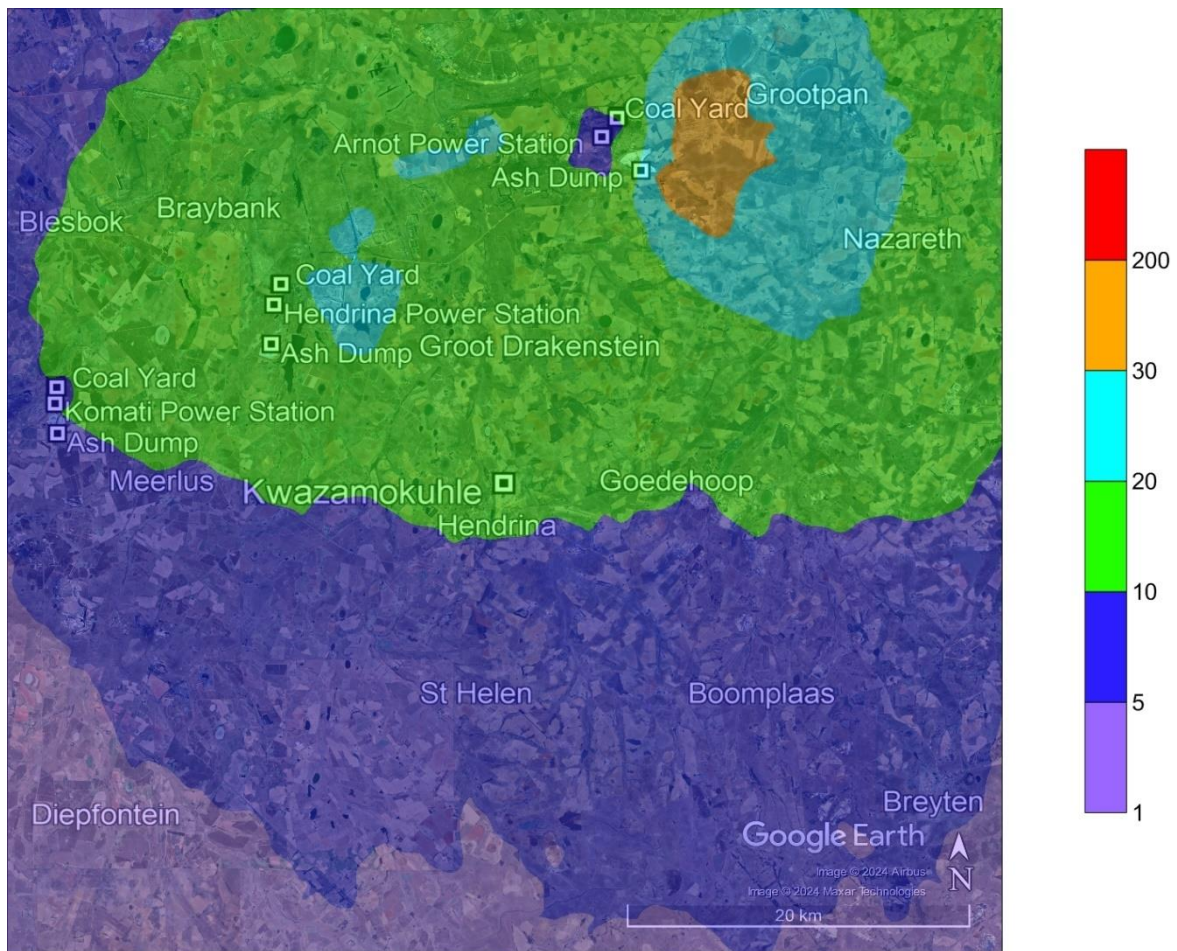 Coal Yard
Grootpan
Arnot Power Station
Ash Dump
Blesbok
Braybank
Nazareth
Coal Yard
Hendrina Power Station
Ash Dump
Groot Drakenstein
Coal Yard
Komati Power Station
Ash Dump
Meerlus
Kwazamokuhle
Goedehoop
Hendrina
St Helen
Boomplaas
Diepfontein
Breyten
Google Earth
Image © 2024 Airbus
Image © 2024 Maxar Technologies
N
20 km
200
30
20
10
5
1